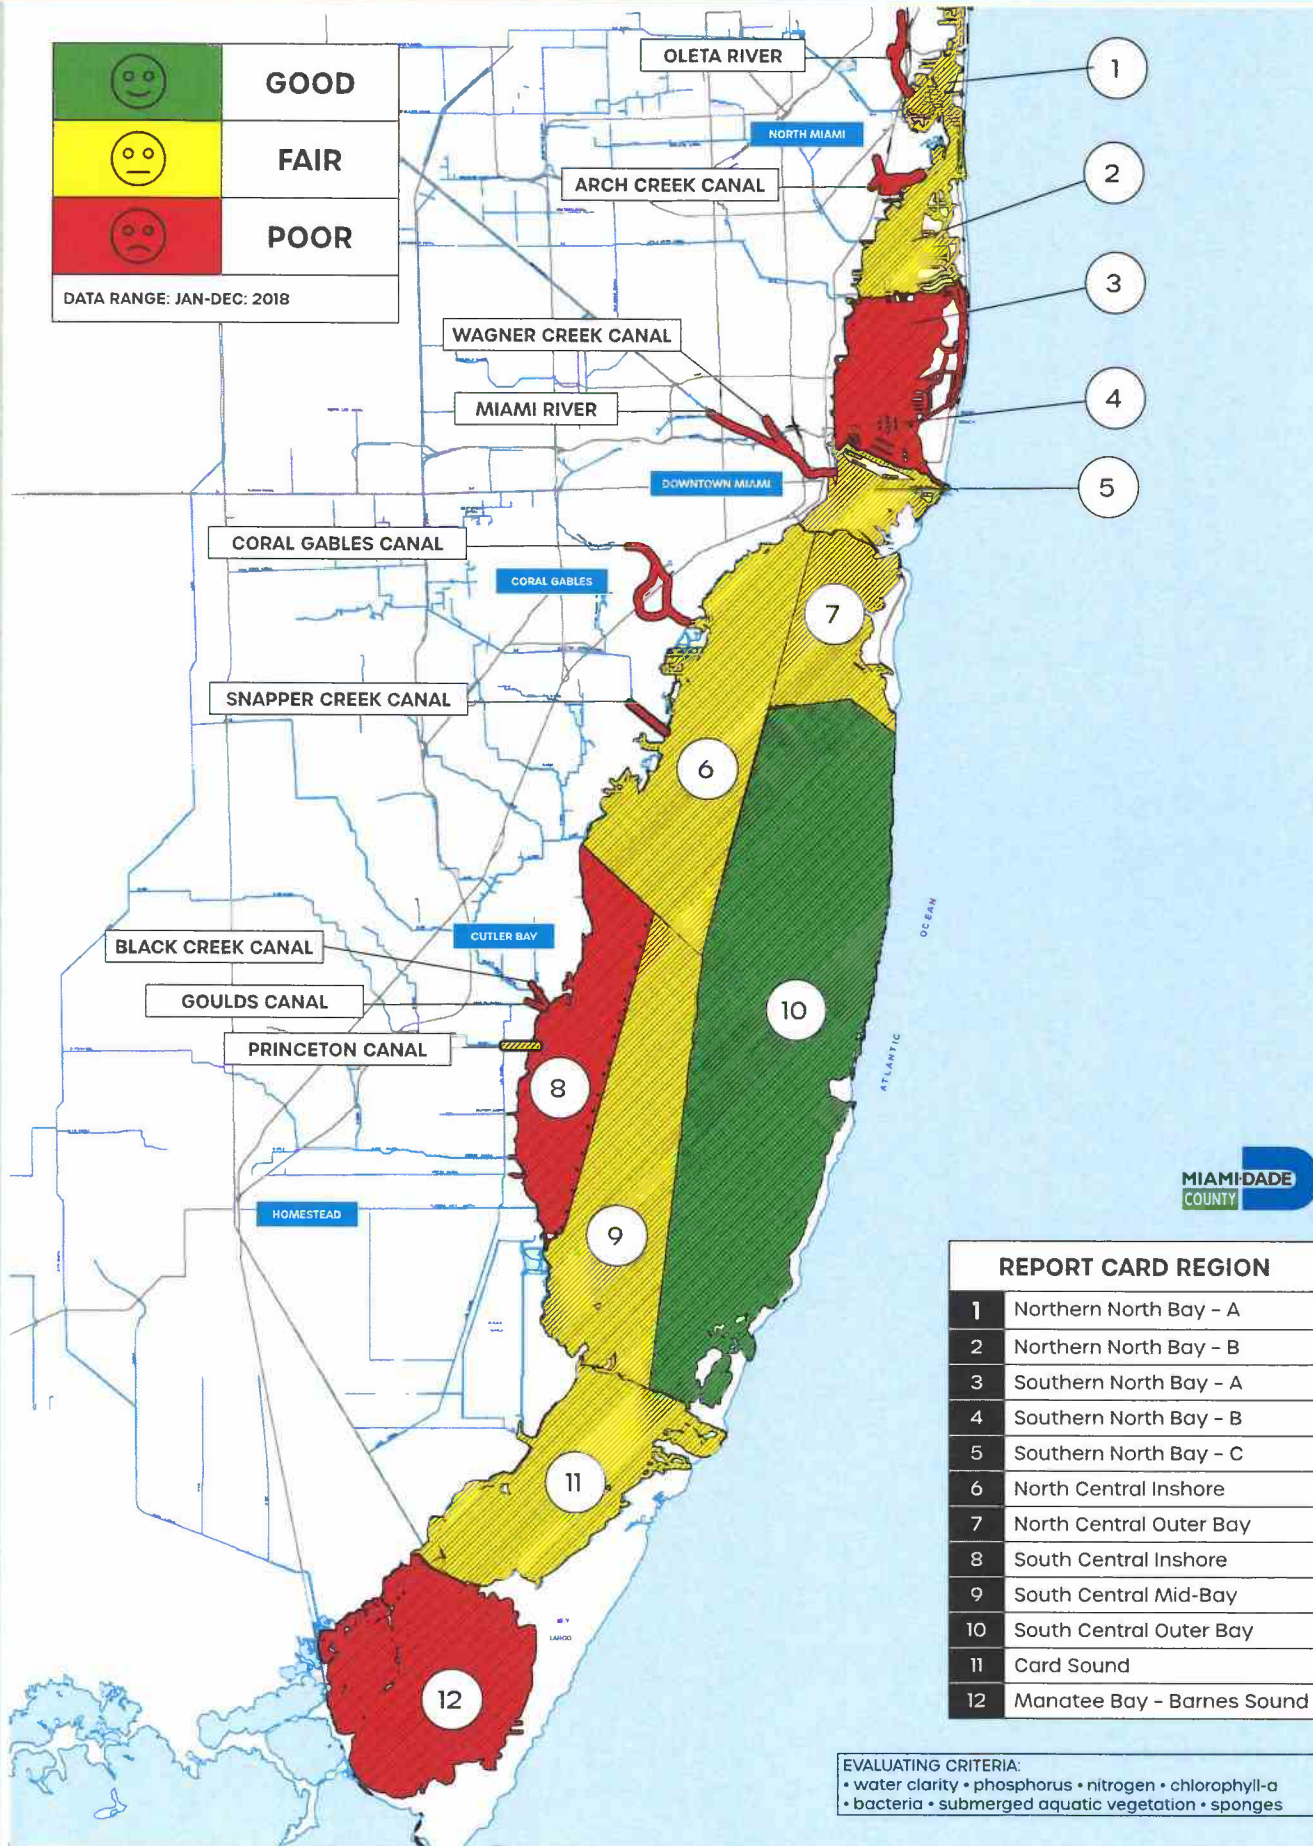 GOOD
FAIR
POOR
DATA RANGE: JAN-DEC: 2018
OLETA RIVER
1
NORTH MIAMI
ARCH CREEK CANAL
2
3
WAGNER CREEK CANAL
4
MIAMI RIVER
DOWNTOWN MIAMI
5
CORAL GABLES CANAL
CORAL GABLES
7
SNAPPER CREEK CANAL
6
OCEAN
CUTLER BAY
BLACK CREEK CANAL
GOULDS CANAL
10
PRINCETON CANAL
ATLANTIC
8
HOMESTEAD
9
MIAMI-DADE
COUNTY
REPORT CARD REGION
1 Northern North Bay – A
2 Northern North Bay – B
3 Southern North Bay – A
4 Southern North Bay – B
5 Southern North Bay – C
6 North Central Inshore
7 North Central Outer Bay
8 South Central Inshore
9 South Central Mid-Bay
10 South Central Outer Bay
11 Card Sound
12 Manatee Bay – Barnes Sound
11
KEY
LARGO
12
EVALUATING CRITERIA:
• water clarity • phosphorus • nitrogen • chlorophyll-a
• bacteria • submerged aquatic vegetation • sponges